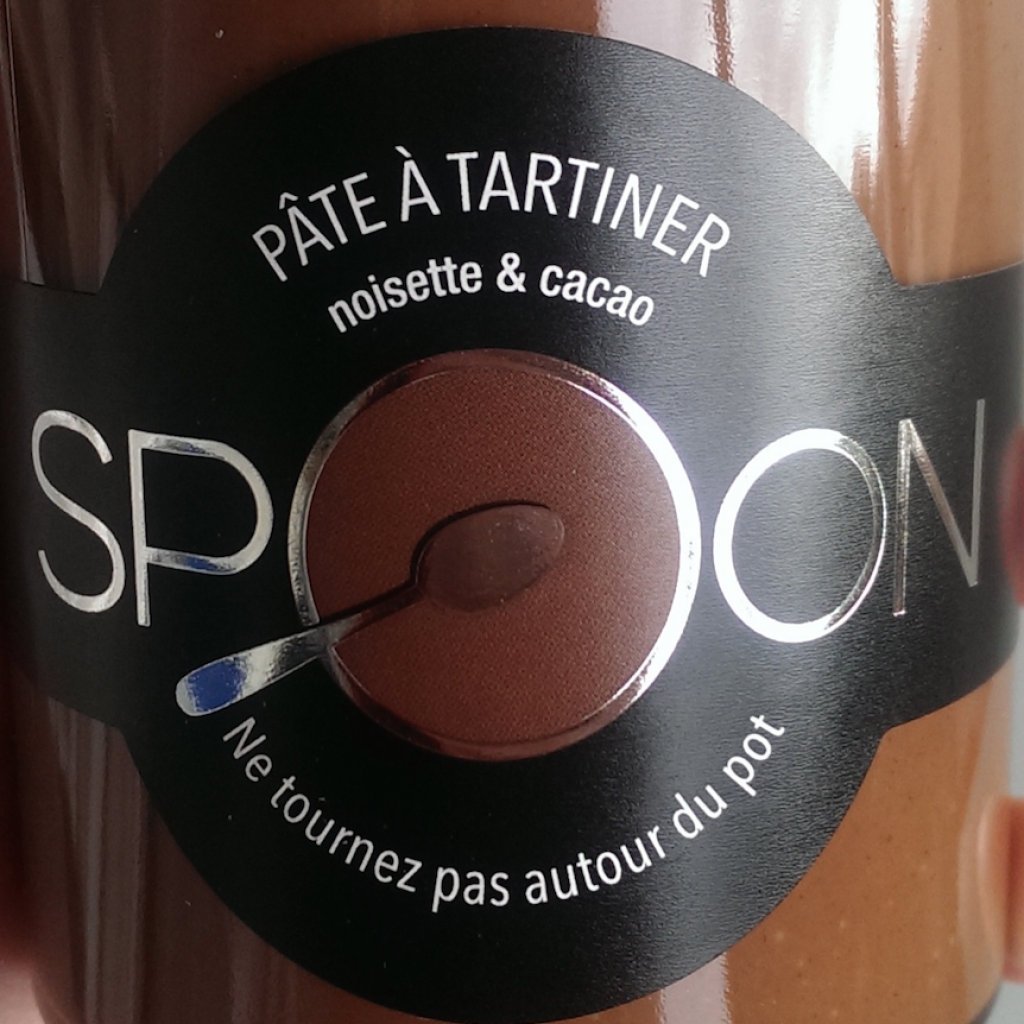 PÂTE À TARTINER
noisette & cacao
SPOON
Ne tournez pas autour du pot